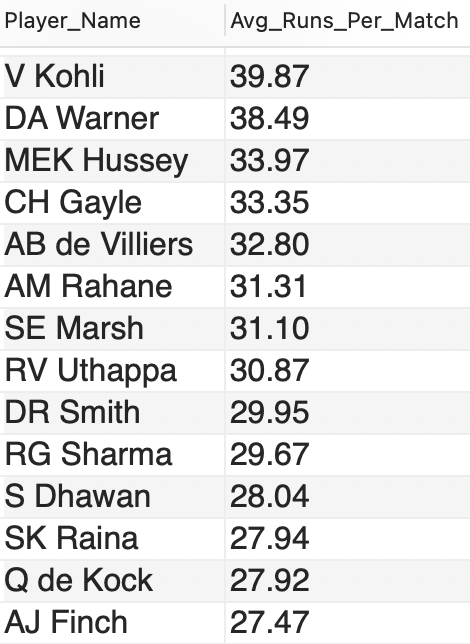 Player_Name Avg_Runs_Per_Match
V Kohli 39.87
DA Warner 38.49
MEK Hussey 33.97
CH Gayle 33.35
AB de Villiers 32.80
AM Rahane 31.31
SE Marsh 31.10
RV Uthappa 30.87
DR Smith 29.95
RG Sharma 29.67
S Dhawan 28.04
SK Raina 27.94
Q de Kock 27.92
AJ Finch 27.47